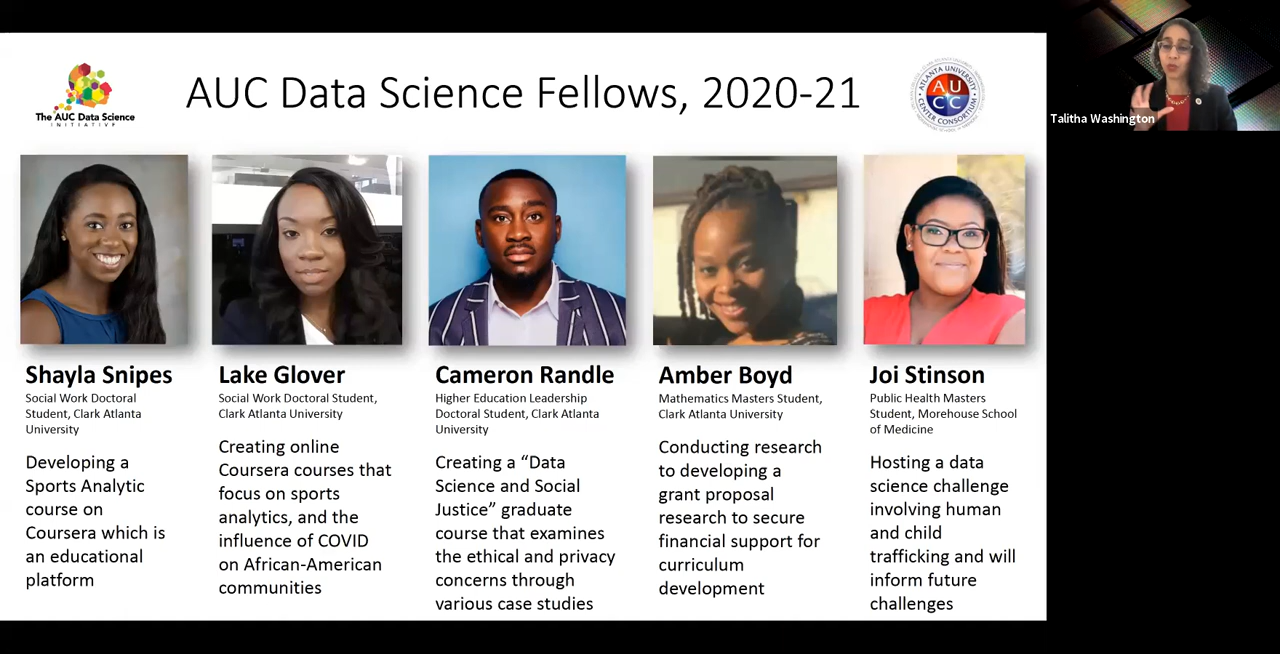 The AUC Data Science
INITIATIVE
AUC Data Science Fellows, 2020-21
ATLANTA UNIVERSITY
CENTER CONSORTIUM
AU
CC
Talitha Washington
Shayla Snipes
Social Work Doctoral
Student, Clark Atlanta
University
Developing a
Sports Analytic
course on
Coursera which is
an educational
platform
Lake Glover
Social Work Doctoral Student,
Clark Atlanta University
Creating online
Coursera courses that
focus on sports
analytics, and the
influence of COVID
on African-American
communities
Cameron Randle
Higher Education Leadership
Doctoral Student, Clark Atlanta
University
Creating a “Data
Science and Social
Justice” graduate
course that examines
the ethical and privacy
concerns through
various case studies
Amber Boyd
Mathematics Masters Student,
Clark Atlanta University
Conducting research
to developing a
grant proposal
research to secure
financial support for
curriculum
development
Joi Stinson
Public Health Masters
Student, Morehouse School
of Medicine
Hosting a data
science challenge
involving human
and child
trafficking and will
inform future
challenges